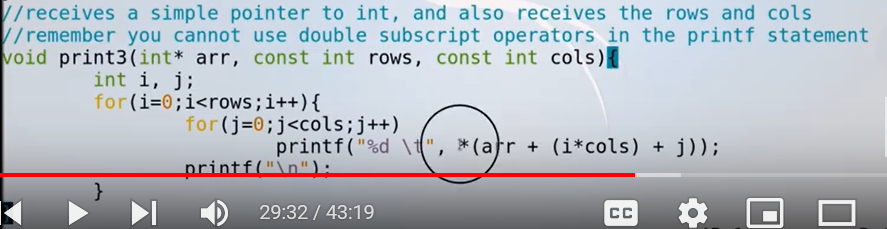 //receives a simple pointer to int, and also receives the rows and cols
//remember you cannot use double subscript operators in the printf statement
void print3(int* arr, const int rows, const int cols){
int i, j;
for(i=0;i<rows;i++){
for(j=0;j<cols;j++)
printf("%d \t", *(arr + (i*cols) + j));
printf("\n");
}
29:32 / 43:19
CC